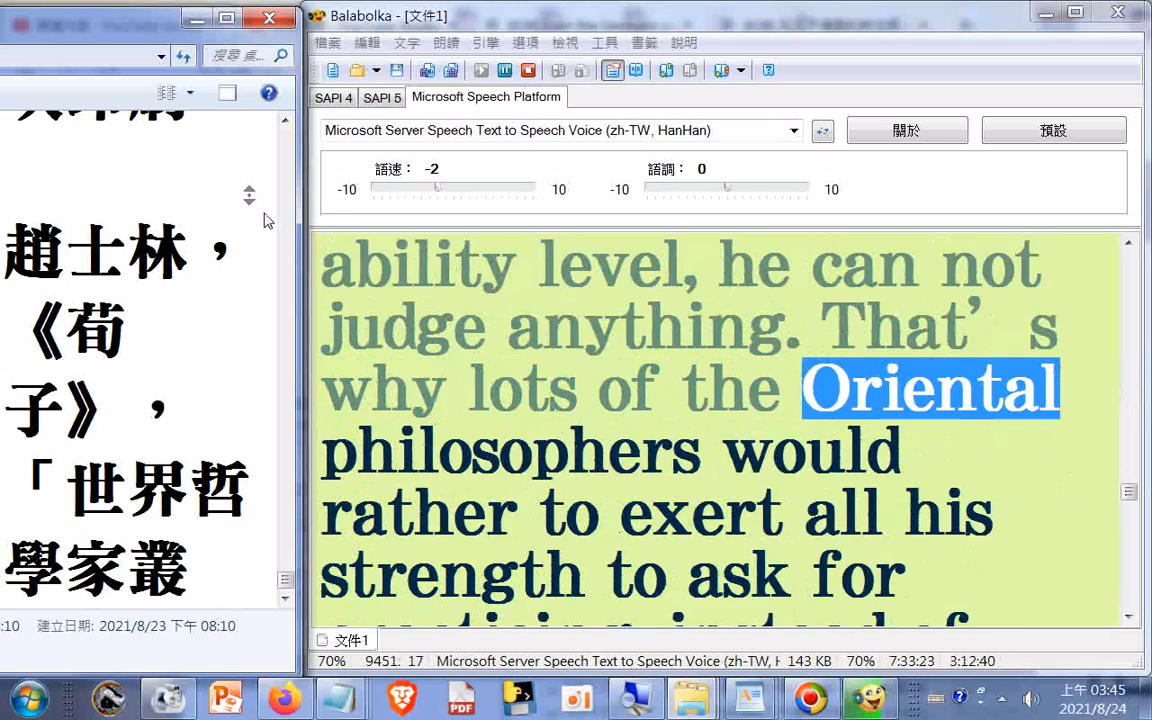 搜尋 桌...
趙士林，
《荀
子》，
「世界哲
學家叢
:10 建立日期: 2021/8/23 下午 08:10
Balabolka - [文件1]
檔案 編輯 文字 朗讀 引擎 選項 檢視 工具 書籤 說明
SAPI 4 SAPI 5 Microsoft Speech Platform
Microsoft Server Speech Text to Speech Voice (zh-TW, HanHan) 關於 預設
語速： -2 語調： 0
-10 10 -10 10
ability level, he can not
judge anything. That’s
why lots of the Oriental
philosophers would
rather to exert all his
strength to ask for
文件1
70% 9451: 17 Microsoft Server Speech Text to Speech Voice (zh-TW, H 143 KB 70% 7:33:23 3:12:40
PDF
上午 03:45
2021/8/24